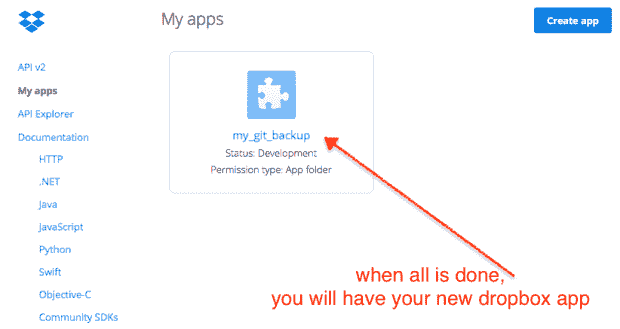 My apps
Create app
API v2
My apps
API Explorer
Documentation
HTTP
.NET
Java
JavaScript
Python
Swift
Objective-C
Community SDKs
my_git_backup
Status: Development
Permission type: App folder
when all is done,
you will have your new dropbox app